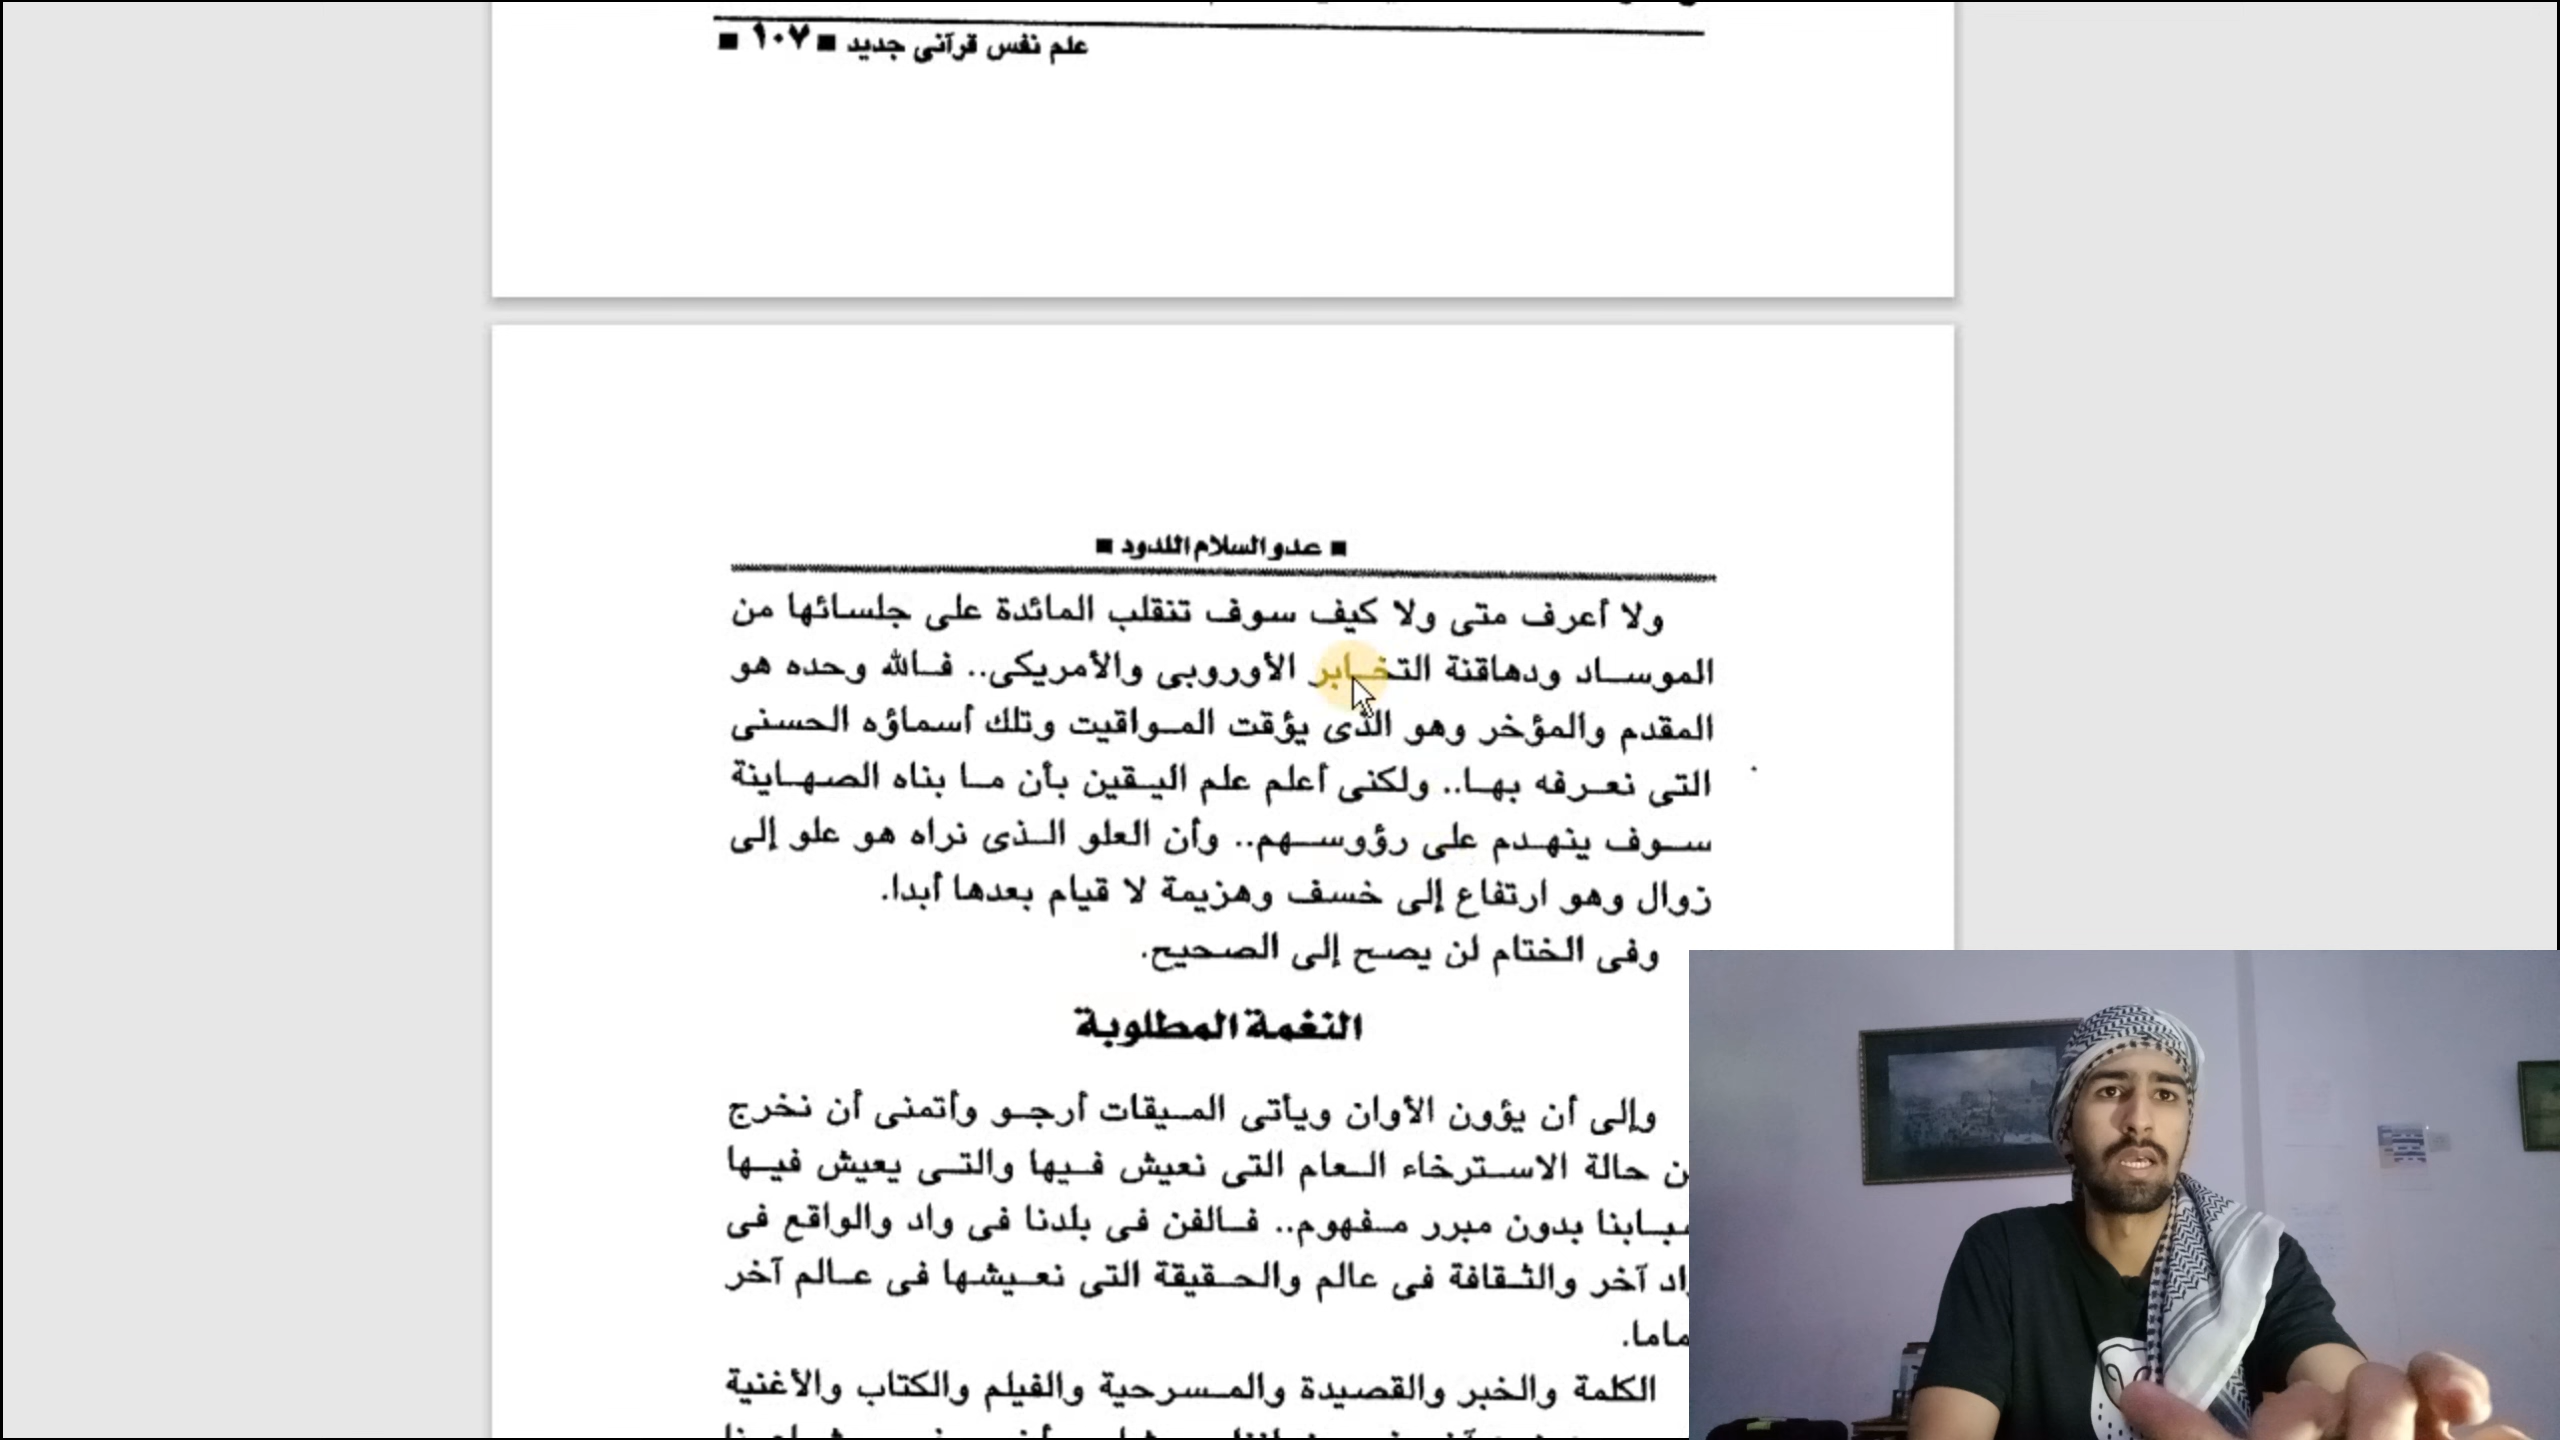 ■ علم نفس قرآنى جديد ■ ١٠٧
■ عدو السلام اللدود ■
ولا أعرف متى ولا كيف سوف تنقلب المائدة على جلسائها من
الموساد ودهاقنة التخابر الأوروبى والأمريكى.. فالله وحده هو
المقدم والمؤخر وهو الذى يؤقت المواقيت وتلك أسماؤه الحسنى
التى نعرفه بها.. ولكنى أعلم علم اليقين بأن ما بناه الصهاينة
سوف ينهدم على رؤوسهم.. وأن العلو الذى نراه هو علو إلى
زوال وهو ارتفاع إلى خسف وهزيمة لا قيام بعدها أبدا.
وفى الختام لن يصح إلى الصحيح.
النغمة المطلوبة
وإلى أن يؤون الأوان ويأتى الميقات أرجو وأتمنى أن نخرج
حالة الاسترخاء العام التى نعيش فيها والتى يعيش فيها
بدون مبرر مفهوم.. فالفن فى بلدنا فى واد والواقع فى
آخر والثقافة فى عالم والحقيقة التى نعيشها فى عالم آخر
الكلمة والخبر والقصيدة والمسرحية والفيلم والكتاب والأغنية